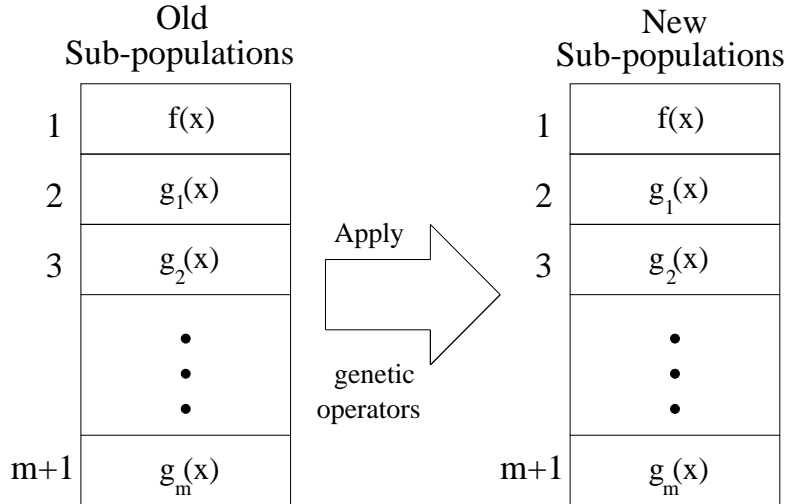 Old
Sub-populations
1
f(x)
2
g₁(x)
3
g₂(x)
m+1
gₘ(x)
Apply
genetic
operators
New
Sub-populations
1
f(x)
2
g₁(x)
3
g₂(x)
m+1
gₘ(x)